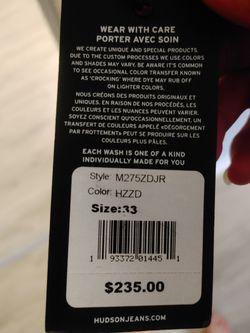 WEAR WITH CARE
PORTER AVEC SOIN
WE CREATE UNIQUE AND SPECIAL PRODUCTS.
DUE TO THE CUSTOM PROCESSES WE USE COLORS
AND SHADES MAY VARY. BE AWARE IT'S COMMON
TO SEE OCCASIONAL COLOR TRANSFER KNOWN
AS 'CROCKING' WHERE DYE MAY RUB OFF
ON LIGHTER COLORS.
NOUS CRÉONS DES PRODUITS ORIGINAUX ET
UNIQUES. EN RAISON DE NOS PROCÉDÉS, LES
COULEURS ET LES NUANCES PEUVENT VARIER.
SOYEZ CONSCIENT QU'OCCASIONNELLEMENT, UN
TRANSFERT DE COULEURS APPELÉ «DÉGORGEMENT
PAR FROTTEMENT» PEUT DÉTEINDRE SUR DES
COULEURS PLUS CLAIRES.
EACH WASH IS ONE OF A KIND
INDIVIDUALLY MADE FOR YOU
Style: M275ZDJR
Color: HZZD
Size:33
1 93372 01445 1
$235.00
HUDSONJEANS.COM